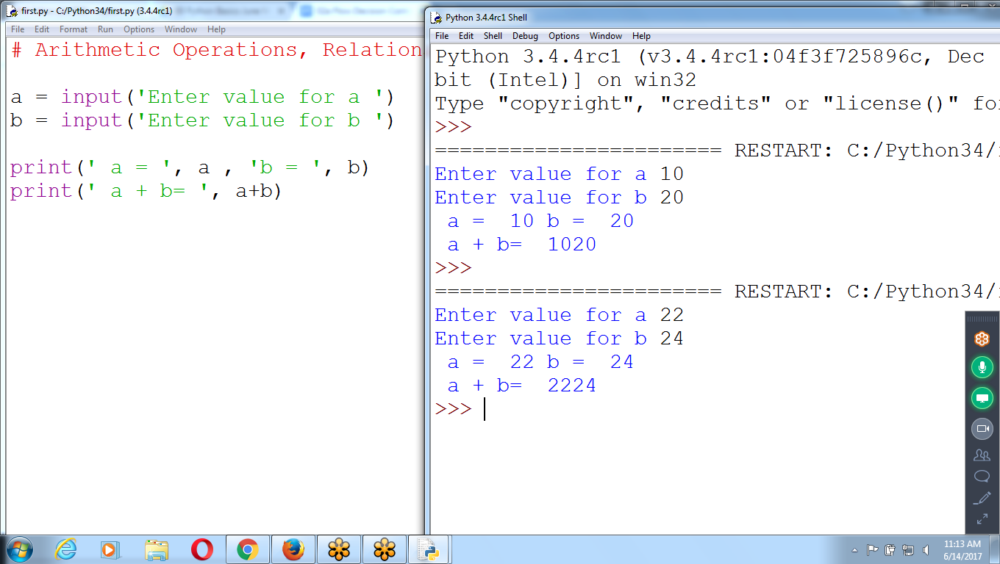 first.py - C:/Python34/first.py (3.4.4rc1)
File Edit Format Run Options Window Help
# Arithmetic Operations, Relation
a = input('Enter value for a ')
b = input('Enter value for b ')
print(' a = ', a , 'b = ', b)
print(' a + b= ', a+b)
Python 3.4.4rc1 Shell
File Edit Shell Debug Options Window Help
Python 3.4.4rc1 (v3.4.4rc1:04f3f725896c, Dec
bit (Intel)] on win32
Type "copyright", "credits" or "license()" for
>>>
======================= RESTART: C:/Python34/
Enter value for a 10
Enter value for b 20
a =  10 b =  20
a + b=  1020
>>>
======================= RESTART: C:/Python34/
Enter value for a 22
Enter value for b 24
a =  22 b =  24
a + b=  2224
>>>
11:13 AM
6/14/2017